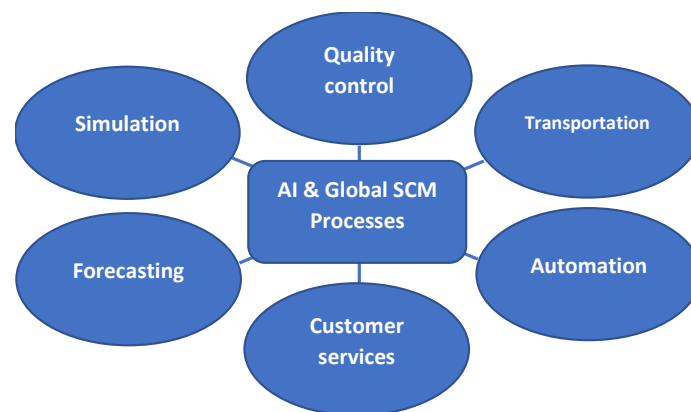 Quality
control
Simulation
Transportation
AI & Global SCM
Processes
Forecasting
Automation
Customer
services